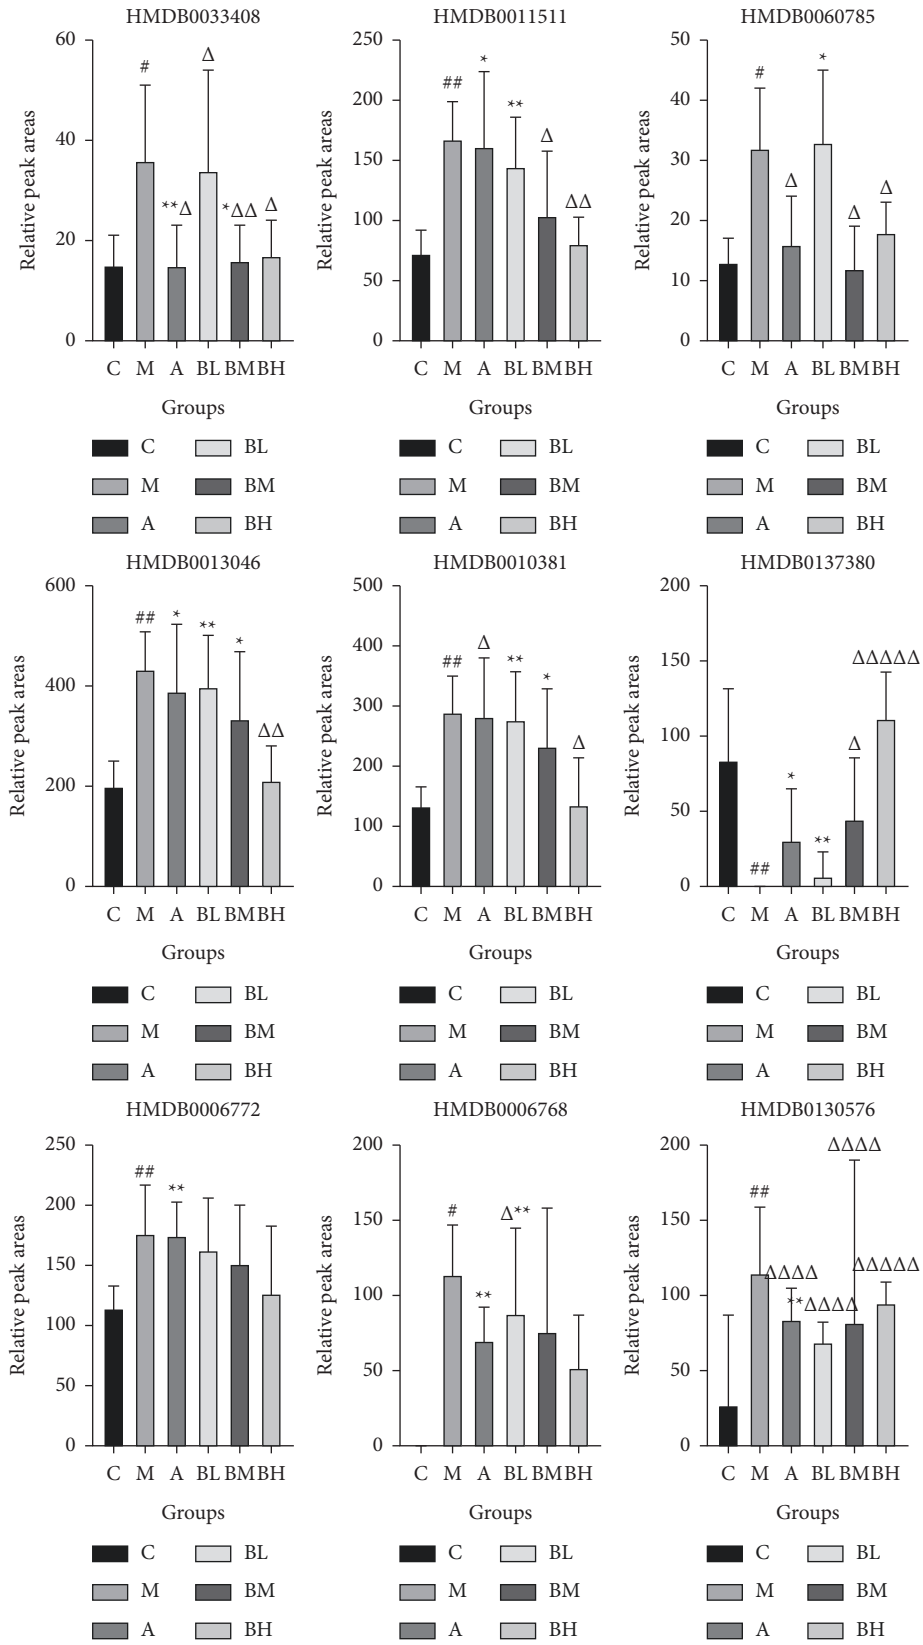 HMDB0033408
Relative peak areas
60
40
20
0
#
**Δ
Δ
*ΔΔ
Δ
C M A BL BM BH
Groups
C BL
M BM
A BH
HMDB0011511
Relative peak areas
250
200
150
100
50
0
##
*
**
Δ
ΔΔ
C M A BL BM BH
Groups
C BL
M BM
A BH
HMDB0060785
Relative peak areas
50
40
30
20
10
0
#
Δ
*
Δ
Δ
C M A BL BM BH
Groups
C BL
M BM
A BH
HMDB0013046
Relative peak areas
600
400
200
0
##
*
**
*
ΔΔ
C M A BL BM BH
Groups
C BL
M BM
A BH
HMDB0010381
Relative peak areas
500
400
300
200
100
0
##
Δ
**
*
Δ
C M A BL BM BH
Groups
C BL
M BM
A BH
HMDB0137380
Relative peak areas
200
150
100
50
0
##
*
**
Δ
ΔΔΔΔΔ
C M A BL BM BH
Groups
C BL
M BM
A BH
HMDB0006772
Relative peak areas
250
200
150
100
50
0
##
**
C M A BL BM BH
Groups
C BL
M BM
A BH
HMDB0006768
Relative peak areas
200
150
100
50
0
#
**
Δ**
C M A BL BM BH
Groups
C BL
M BM
A BH
HMDB0130576
Relative peak areas
200
150
100
50
0
##
ΔΔΔΔ
**ΔΔΔΔ
ΔΔΔΔ
ΔΔΔΔΔ
C M A BL BM BH
Groups
C BL
M BM
A BH